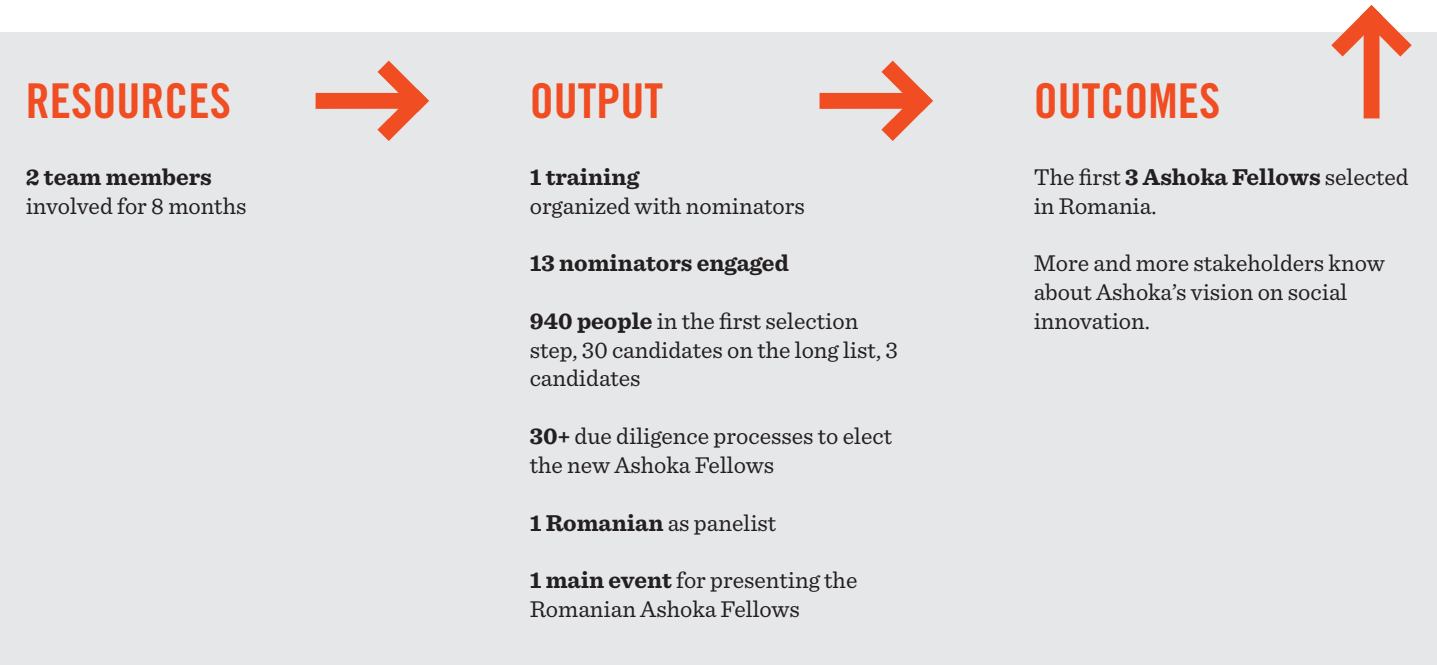 RESOURCES
2 team members
involved for 8 months
OUTPUT
1 training
organized with nominators
13 nominators engaged
940 people in the first selection
step, 30 candidates on the long list, 3
candidates
30+ due diligence processes to elect
the new Ashoka Fellows
1 Romanian as panelist
1 main event for presenting the
Romanian Ashoka Fellows
OUTCOMES
The first 3 Ashoka Fellows selected
in Romania.
More and more stakeholders know
about Ashoka’s vision on social
innovation.